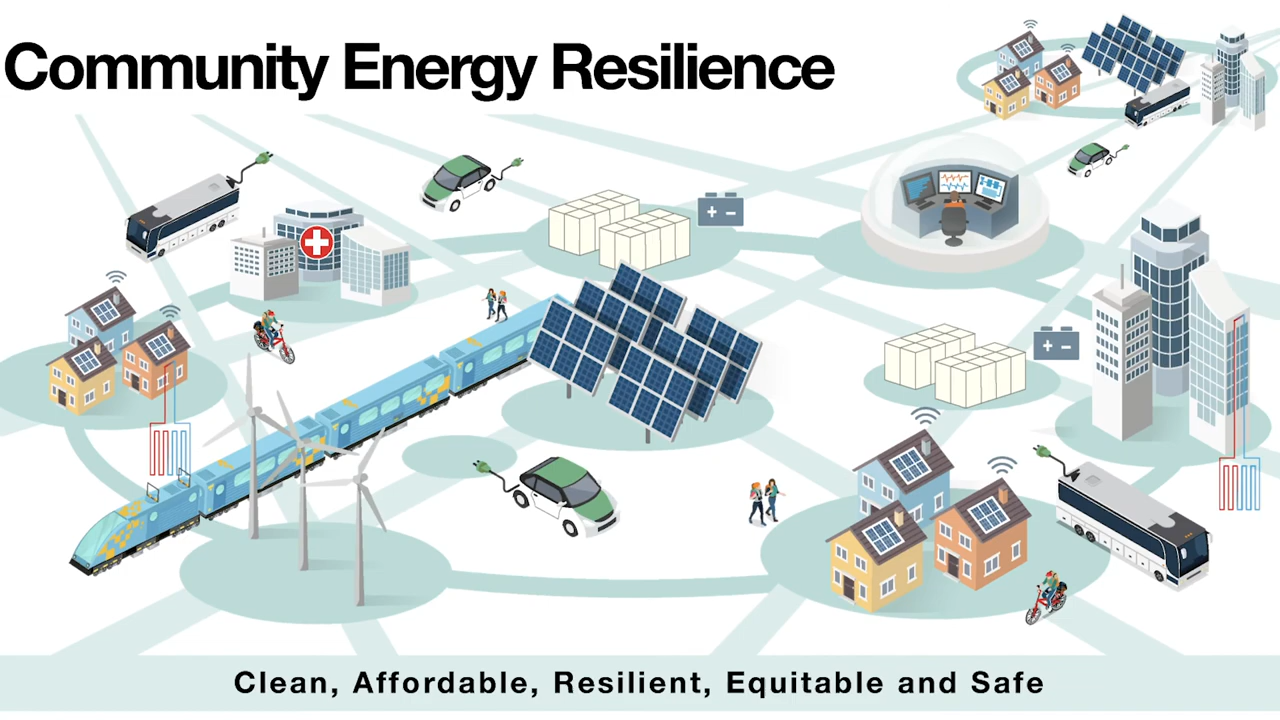 Community Energy Resilience
Clean, Affordable, Resilient, Equitable and Safe